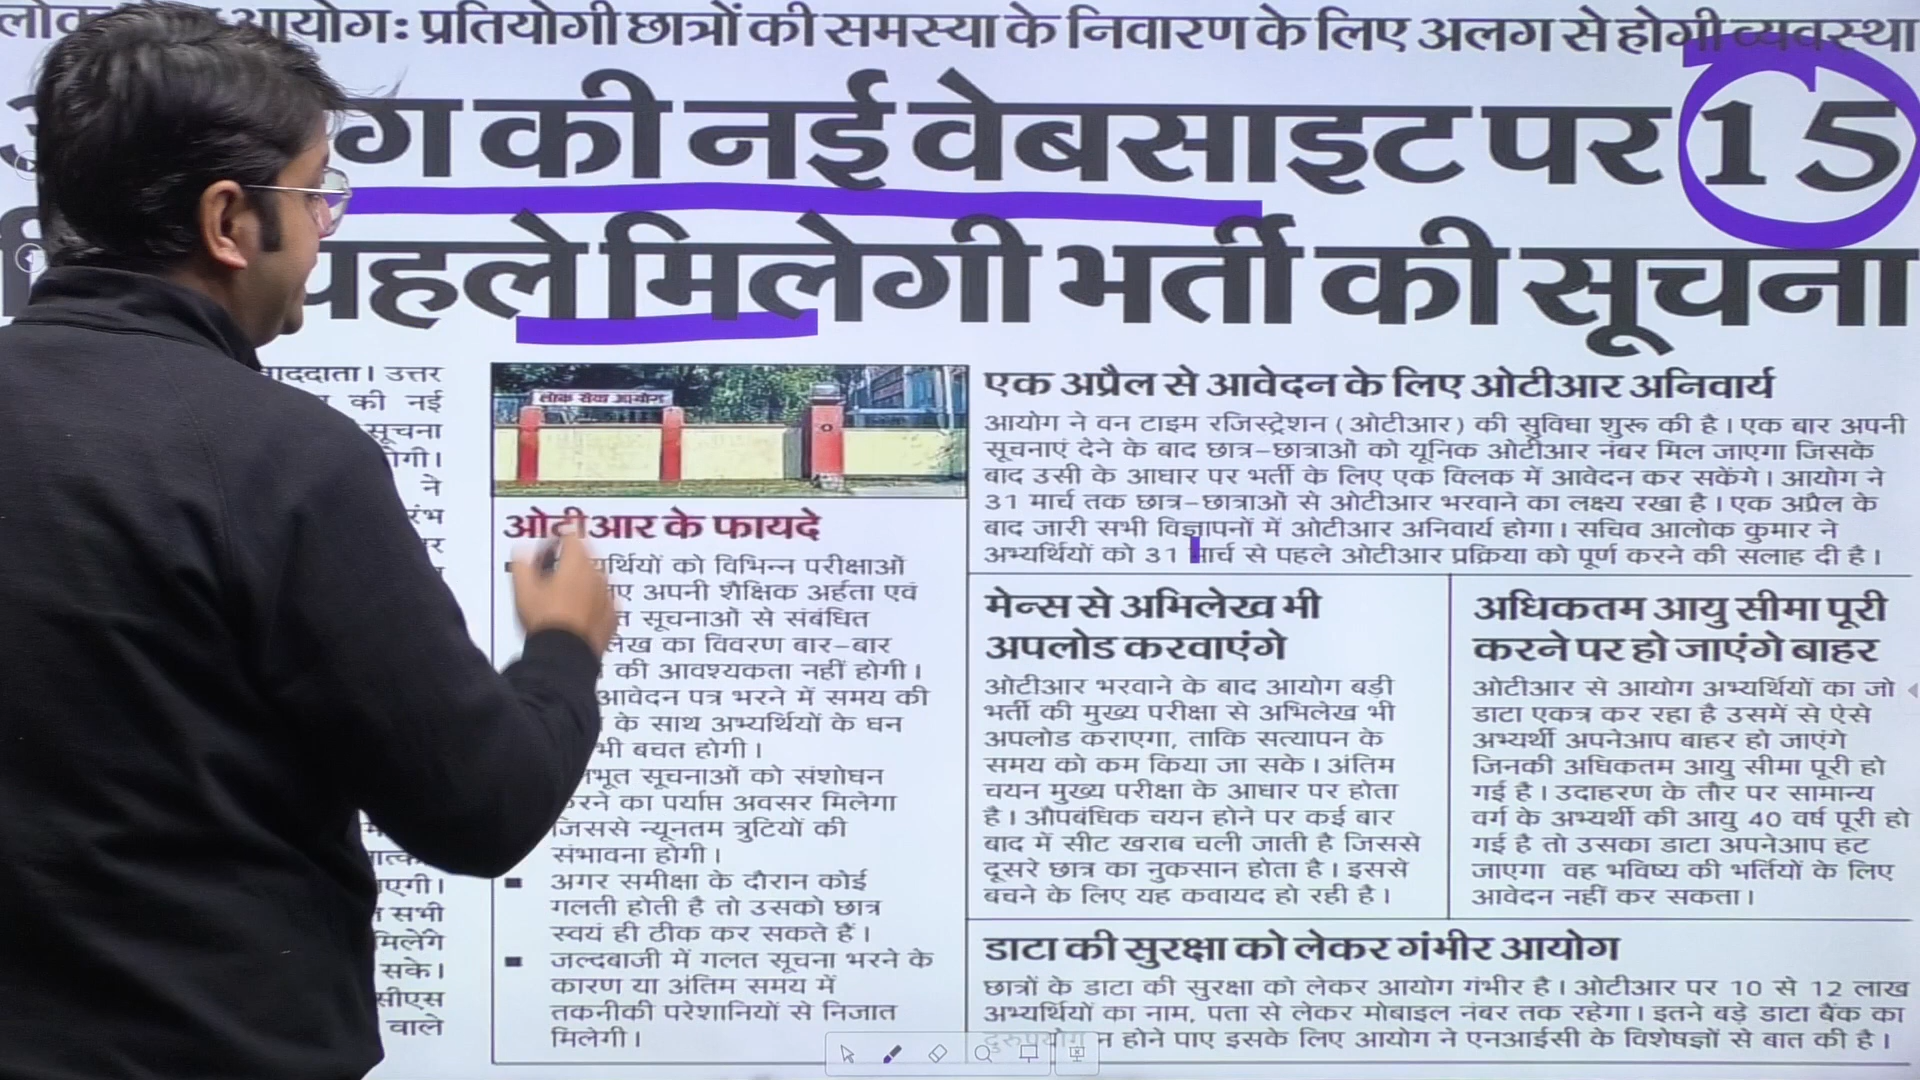 आयोगः प्रतियोगी छात्रों की समस्या के निवारण के लिए अलग से होगी व्यवस्था
की नई वेबसाइट पर 15
पहले मिलेगी भर्ती की सूचना
उत्तर
की नई
सूचना
ने
सभी
मिलेंगे
सके।
वाले
लोक सेवा आयोग
ओटीआर के फायदे
को विभिन्न परीक्षाओं
अपनी शैक्षिक अर्हता एवं
सूचनाओं से संबंधित
का विवरण बार-बार
की आवश्यकता नहीं होगी।
आवेदन पत्र भरने में समय की
के साथ अभ्यर्थियों के धन
भी बचत होगी।
सूचनाओं को संशोधन
का पर्याप्त अवसर मिलेगा
जिससे न्यूनतम त्रुटियों की
संभावना होगी।
■ अगर समीक्षा के दौरान कोई
गलती होती है तो उसको छात्र
स्वयं ही ठीक कर सकते हैं।
■ जल्दबाजी में गलत सूचना भरने के
कारण या अंतिम समय में
तकनीकी परेशानियों से निजात
मिलेगी।
एक अप्रैल से आवेदन के लिए ओटीआर अनिवार्य
आयोग ने वन टाइम रजिस्ट्रेशन (ओटीआर) की सुविधा शुरू की है। एक बार अपनी
सूचनाएं देने के बाद छात्र-छात्राओं को यूनिक ओटीआर नंबर मिल जाएगा जिसके
बाद उसी के आधार पर भर्ती के लिए एक क्लिक में आवेदन कर सकेंगे। आयोग ने
31 मार्च तक छात्र-छात्राओं से ओटीआर भरवाने का लक्ष्य रखा है। एक अप्रैल के
बाद जारी सभी विज्ञापनों में ओटीआर अनिवार्य होगा। सचिव आलोक कुमार ने
अभ्यर्थियों को 31 मार्च से पहले ओटीआर प्रक्रिया को पूर्ण करने की सलाह दी है।
मेन्स से अभिलेख भी
अपलोड करवाएंगे
ओटीआर भरवाने के बाद आयोग बड़ी
भर्ती की मुख्य परीक्षा से अभिलेख भी
अपलोड कराएगा, ताकि सत्यापन के
समय को कम किया जा सके। अंतिम
चयन मुख्य परीक्षा के आधार पर होता
है। औपबंधिक चयन होने पर कई बार
बाद में सीट खराब चली जाती है जिससे
दूसरे छात्र का नुकसान होता है। इससे
बचने के लिए यह कवायद हो रही है।
अधिकतम आयु सीमा पूरी
करने पर हो जाएंगे बाहर
ओटीआर से आयोग अभ्यर्थियों का जो
डाटा एकत्र कर रहा है उसमें से ऐसे
अभ्यर्थी अपनेआप बाहर हो जाएंगे
जिनकी अधिकतम आयु सीमा पूरी हो
गई है। उदाहरण के तौर पर सामान्य
वर्ग के अभ्यर्थी की आयु 40 वर्ष पूरी हो
गई है तो उसका डाटा अपनेआप हट
जाएगा वह भविष्य की भर्तियों के लिए
आवेदन नहीं कर सकता।
डाटा की सुरक्षा को लेकर गंभीर आयोग
छात्रों के डाटा की सुरक्षा को लेकर आयोग गंभीर है। ओटीआर पर 10 से 12 लाख
अभ्यर्थियों का नाम, पता से लेकर मोबाइल नंबर तक रहेगा। इतने बड़े डाटा बैंक का
दुरुपयोग न होने पाए इसके लिए आयोग ने एनआईसी के विशेषज्ञों से बात की है।